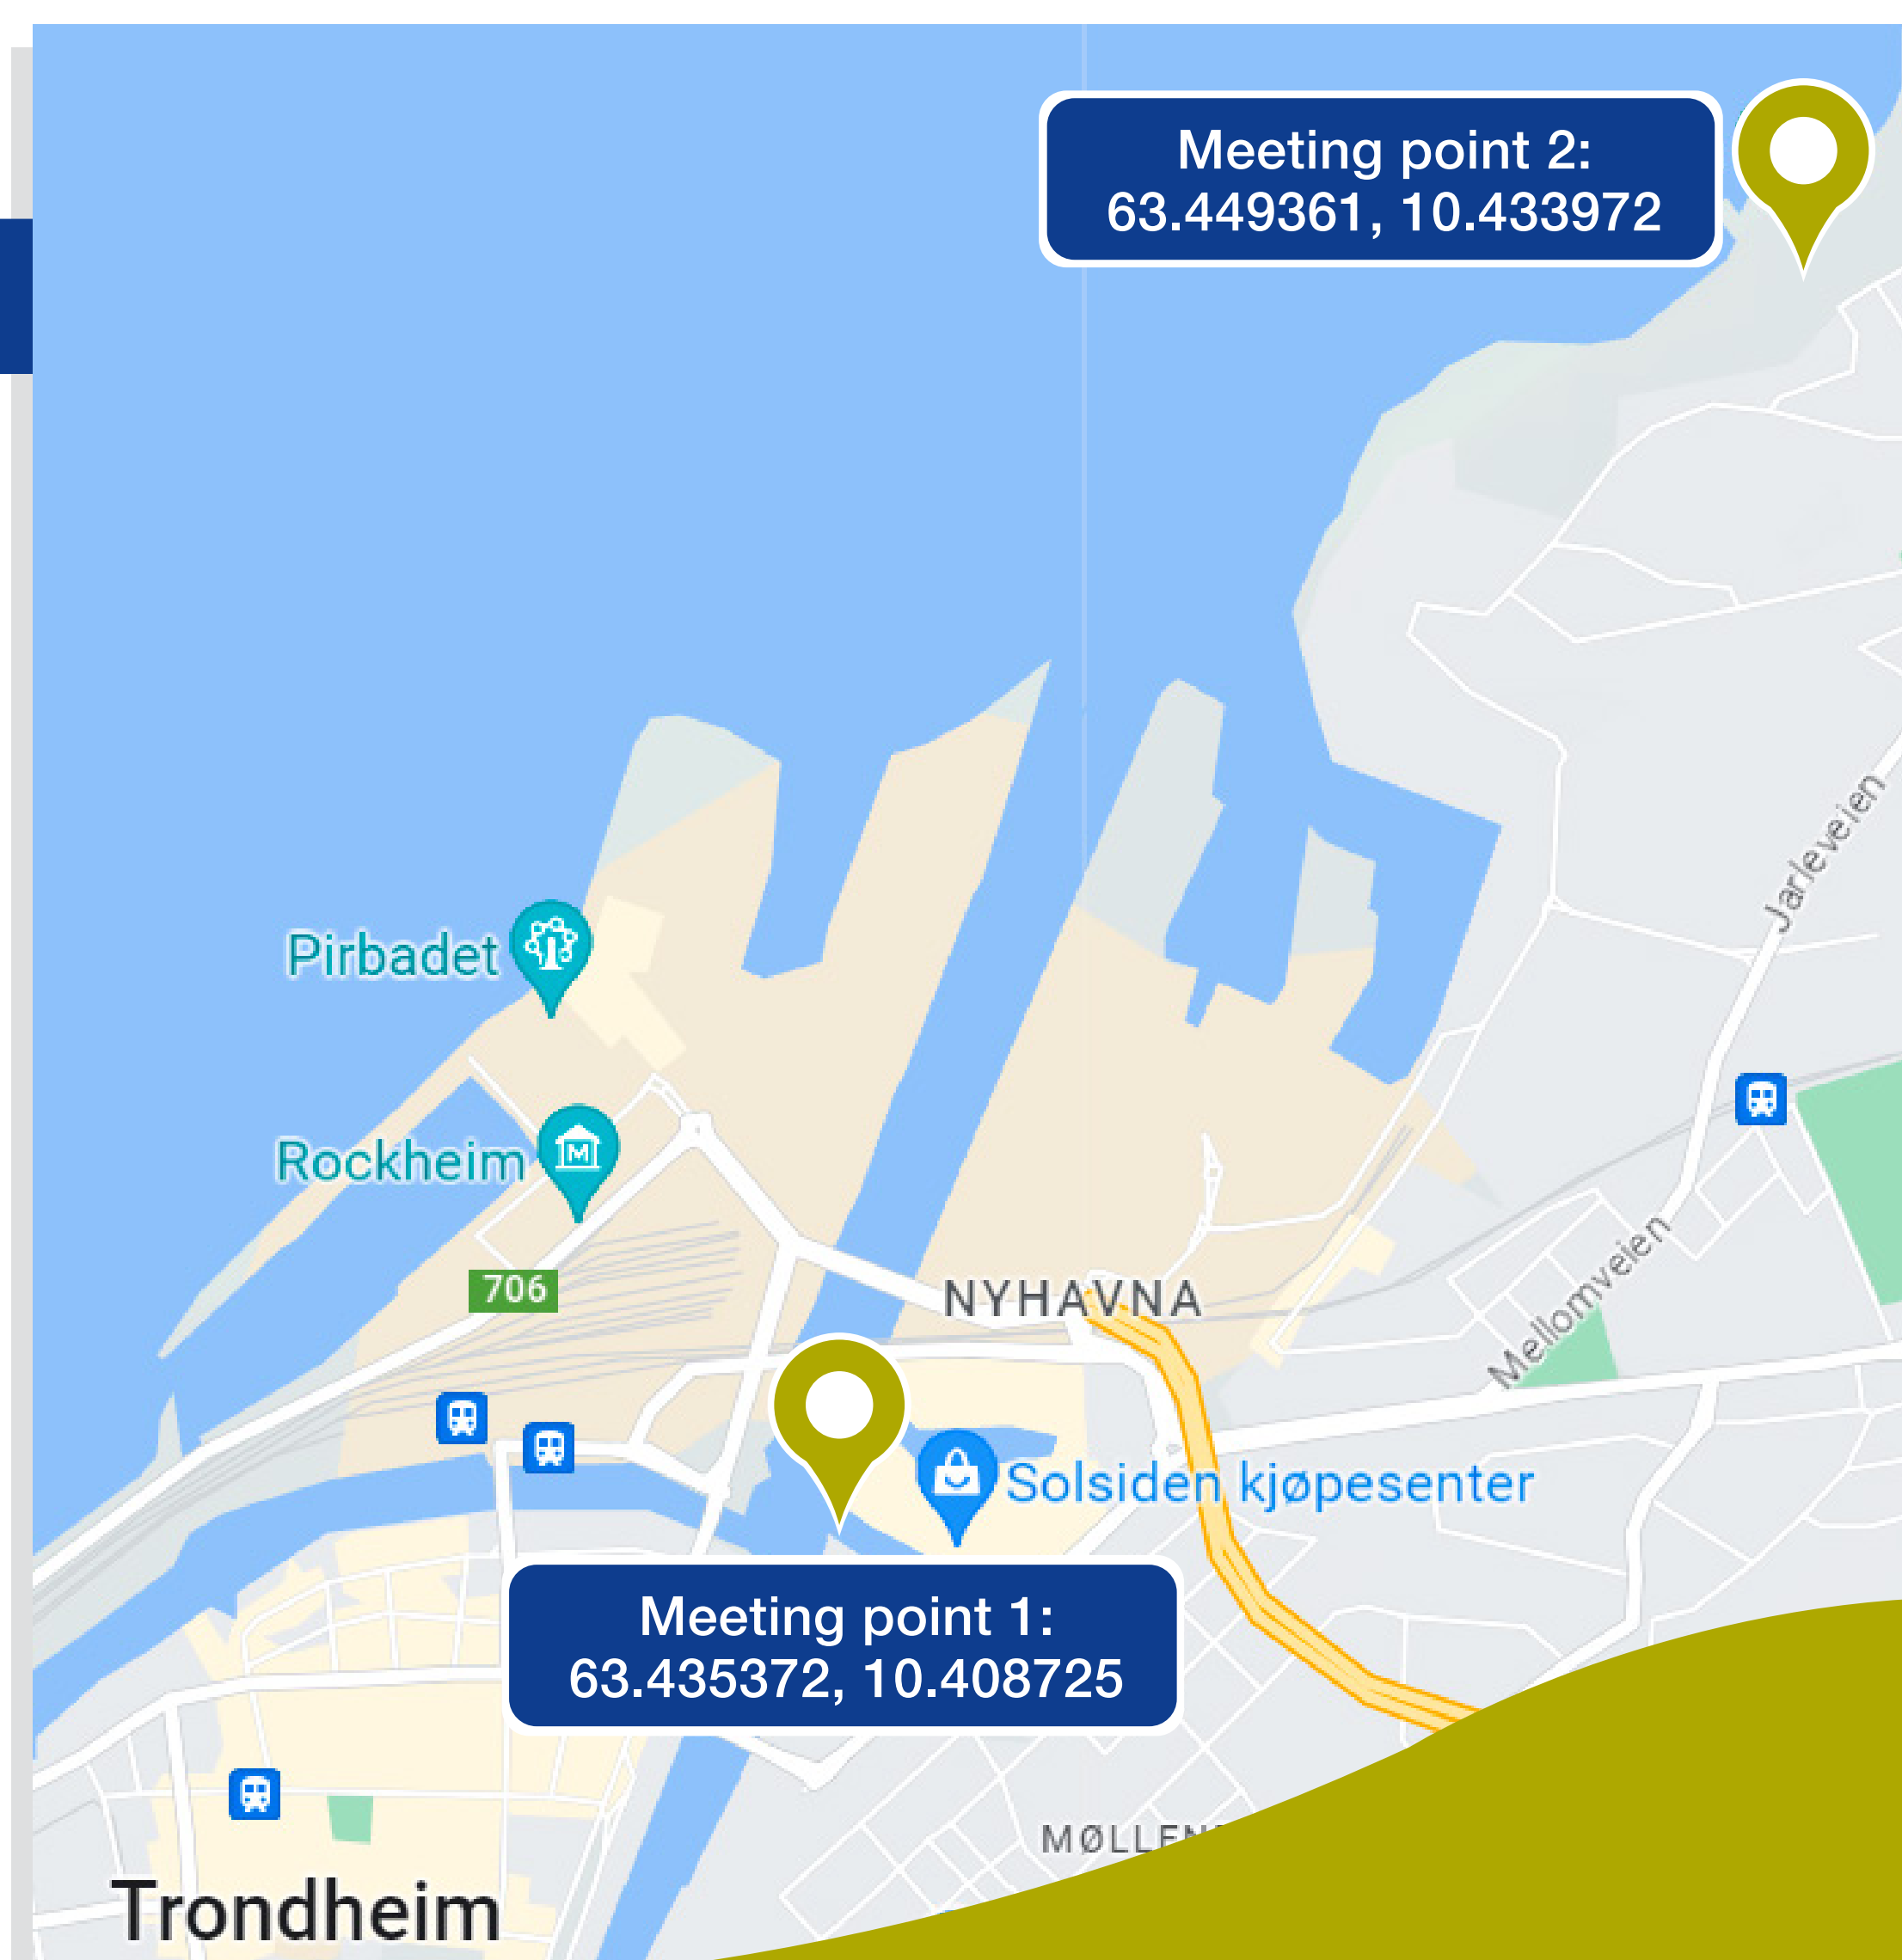 Meeting point 2:
63.449361, 10.433972
Jarleveien
Pirbadet
Rockheim
Mellomveien
706
NYHAVNA
Solsiden kjøpesenter
Meeting point 1:
63.435372, 10.408725
MØLLEN
Trondheim